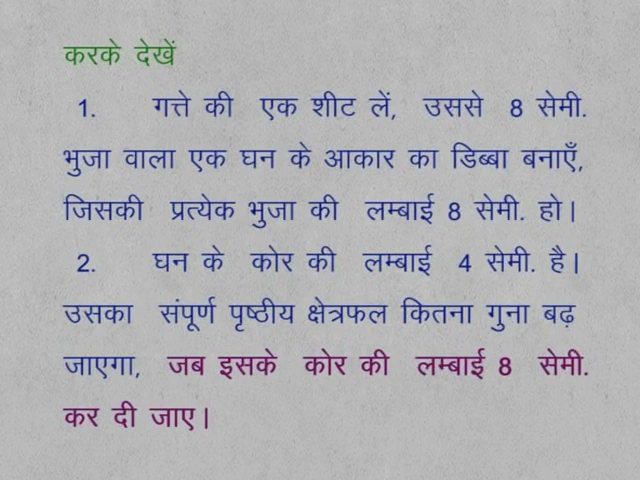 करके देखें
1. गत्ते की एक शीट लें, उससे 8 सेमी.
भुजा वाला एक घन के आकार का डिब्बा बनाएँ,
जिसकी प्रत्येक भुजा की लम्बाई 8 सेमी. हो।
2. घन के कोर की लम्बाई 4 सेमी. है।
उसका संपूर्ण पृष्ठीय क्षेत्रफल कितना गुना बढ़
जाएगा, जब इसके कोर की लम्बाई 8 सेमी.
कर दी जाए।